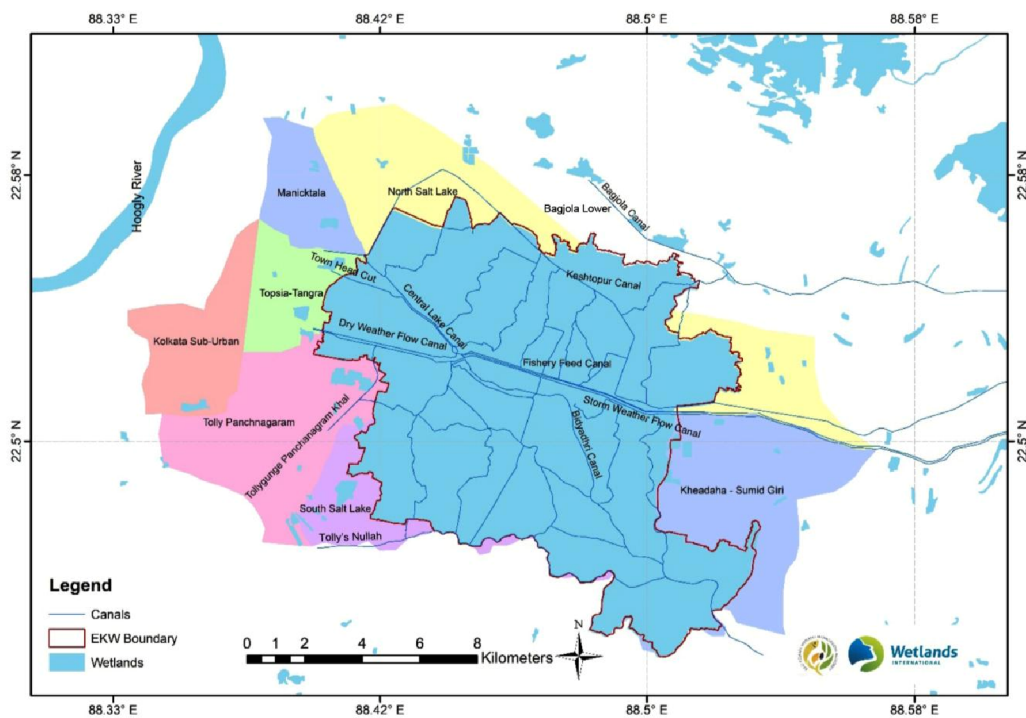 88.33° E
88.42° E
88.5° E
88.58° E
22.58° N
22.58° N
Hoogly River
Manicktala
North Salt Lake
Bagjola Lower
Bagjola Canal
Town Head Cut
Keshtopur Canal
Topsia-Tangra
Central Lake Canal
Kolkata Sub-Urban
Dry Weather Flow Canal
Fishery Feed Canal
Storm Weather Flow Canal
Tolly Panchnagaram
Tollygunge Panchanagram Khal
Bidyadhri Canal
22.5° N
22.5° N
Kheadaha - Sumid Giri
South Salt Lake
Tolly's Nullah
Legend
Canals
EKW Boundary
Wetlands
0 1 2 4 6 8
Kilometers
N
Wetlands
INTERNATIONAL
88.33° E
88.42° E
88.5° E
88.58° E